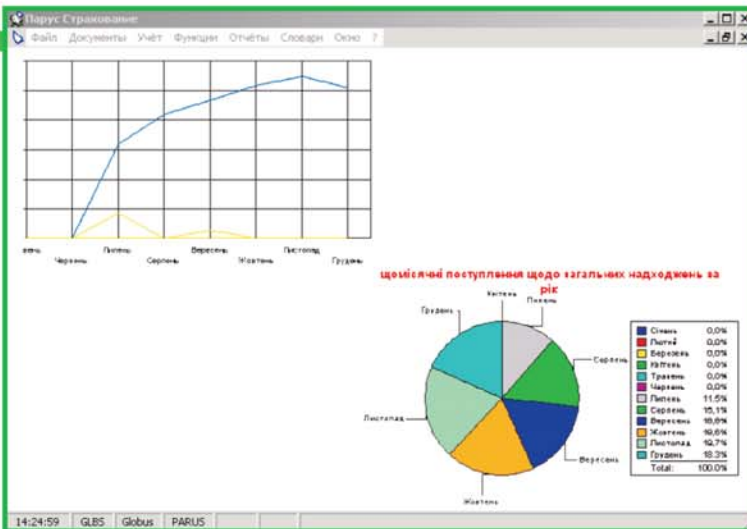 Парус Страхование
Файл Документы Учёт Функции Отчёты Словари Окно ?
Червень
Липень
Серпень
Вересень
Жовтень
Листопад
Грудень
щомісячні поступлення щодо загальних надходжень за
рік
Квітень
Липень
Грудень
Серпень
Листопад
Вересень
Жовтень
Січень 0,0%
Лютий 0,0%
Березень 0,0%
Квітень 0,0%
Травень 0,0%
Червень 0,0%
Липень 11,5%
Серпень 15,1%
Вересень 16,8%
Жовтень 18,6%
Листопад 19,7%
Грудень 18,3%
Total: 100,0%
14:24:59 GLBS Globus PARUS